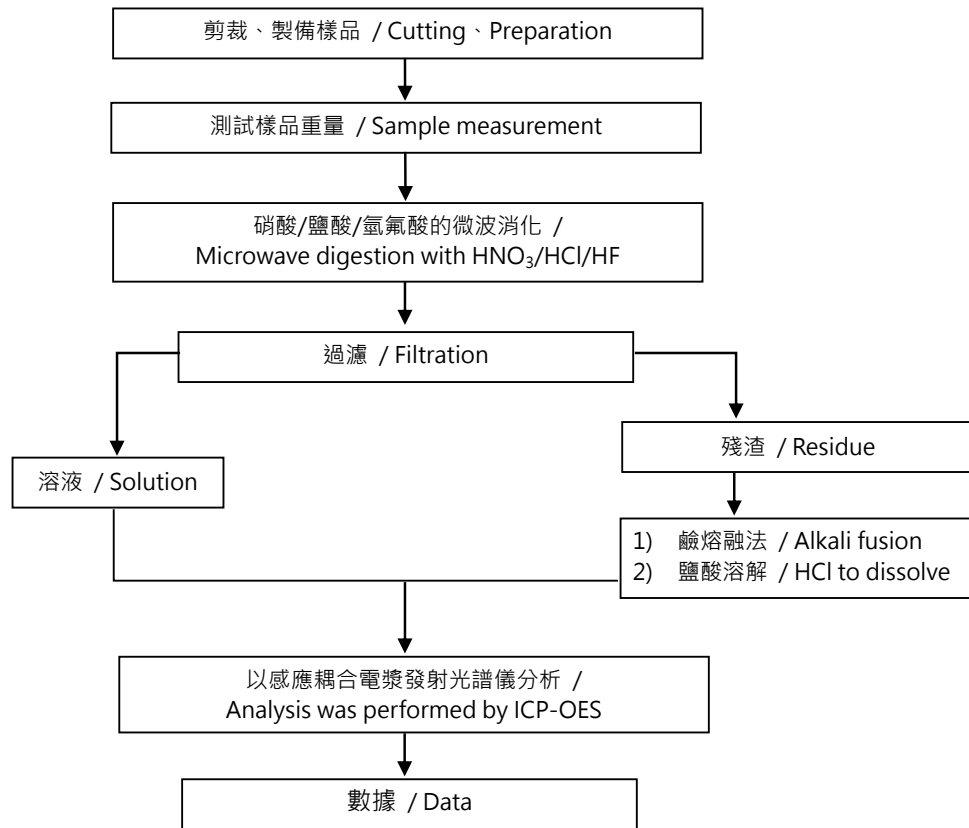 剪裁、製備樣品 / Cutting、Preparation
測試樣品重量 / Sample measurement
硝酸/鹽酸/氫氟酸的微波消化 /
Microwave digestion with HNO₃/HCl/HF
過濾 / Filtration
溶液 / Solution
殘渣 / Residue
1) 鹼熔融法 / Alkali fusion
2) 鹽酸溶解 / HCl to dissolve
以感應耦合電漿發射光譜儀分析 /
Analysis was performed by ICP-OES
數據 / Data